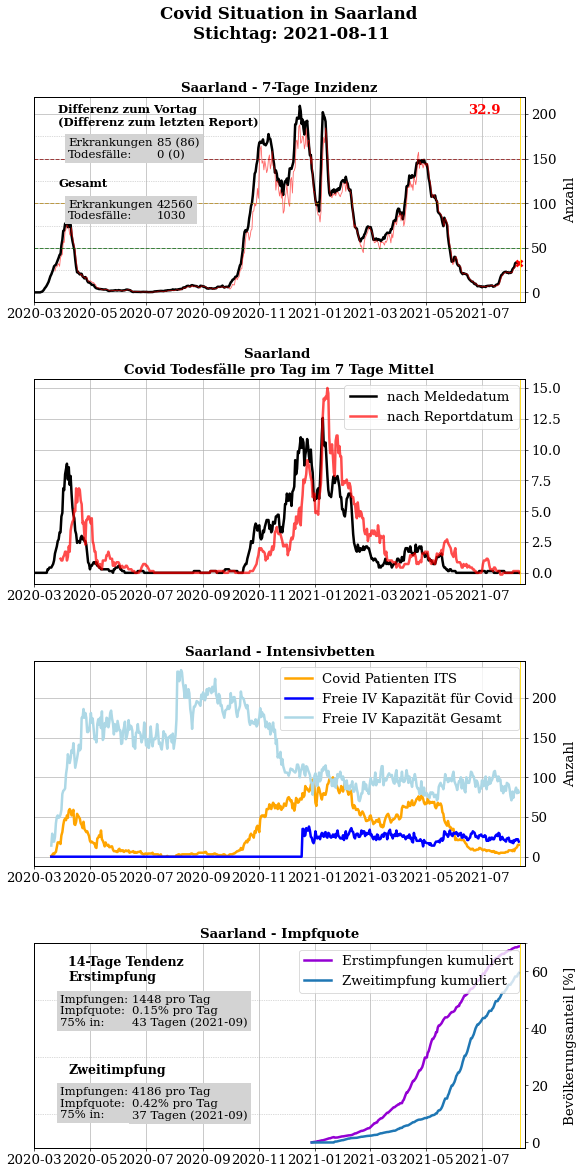 Covid Situation in Saarland
Stichtag: 2021-08-11
Saarland - 7-Tage Inzidenz
Differenz zum Vortag
(Differenz zum letzten Report)
Erkrankungen 85 (86)
Todesfälle: 0 (0)
Gesamt
Erkrankungen 42560
Todesfälle: 1030
32.9
200
150
100
50
0
Anzahl
2020-03 2020-05 2020-07 2020-09 2020-11 2021-01 2021-03 2021-05 2021-07
Saarland
Covid Todesfälle pro Tag im 7 Tage Mittel
nach Meldedatum
nach Reportdatum
15.0
12.5
10.0
7.5
5.0
2.5
0.0
2020-03 2020-05 2020-07 2020-09 2020-11 2021-01 2021-03 2021-05 2021-07
Saarland - Intensivbetten
Covid Patienten ITS
Freie IV Kapazität für Covid
Freie IV Kapazität Gesamt
200
150
100
50
0
Anzahl
2020-03 2020-05 2020-07 2020-09 2020-11 2021-01 2021-03 2021-05 2021-07
Saarland - Impfquote
14-Tage Tendenz
Erstimpfung
Impfungen: 1448 pro Tag
Impfquote: 0.15% pro Tag
75% in: 43 Tagen (2021-09)
Zweitimpfung
Impfungen: 4186 pro Tag
Impfquote: 0.42% pro Tag
75% in: 37 Tagen (2021-09)
Erstimpfungen kumuliert
Zweitimpfung kumuliert
60
40
20
0
Bevölkerungsanteil [%]
2020-03 2020-05 2020-07 2020-09 2020-11 2021-01 2021-03 2021-05 2021-07